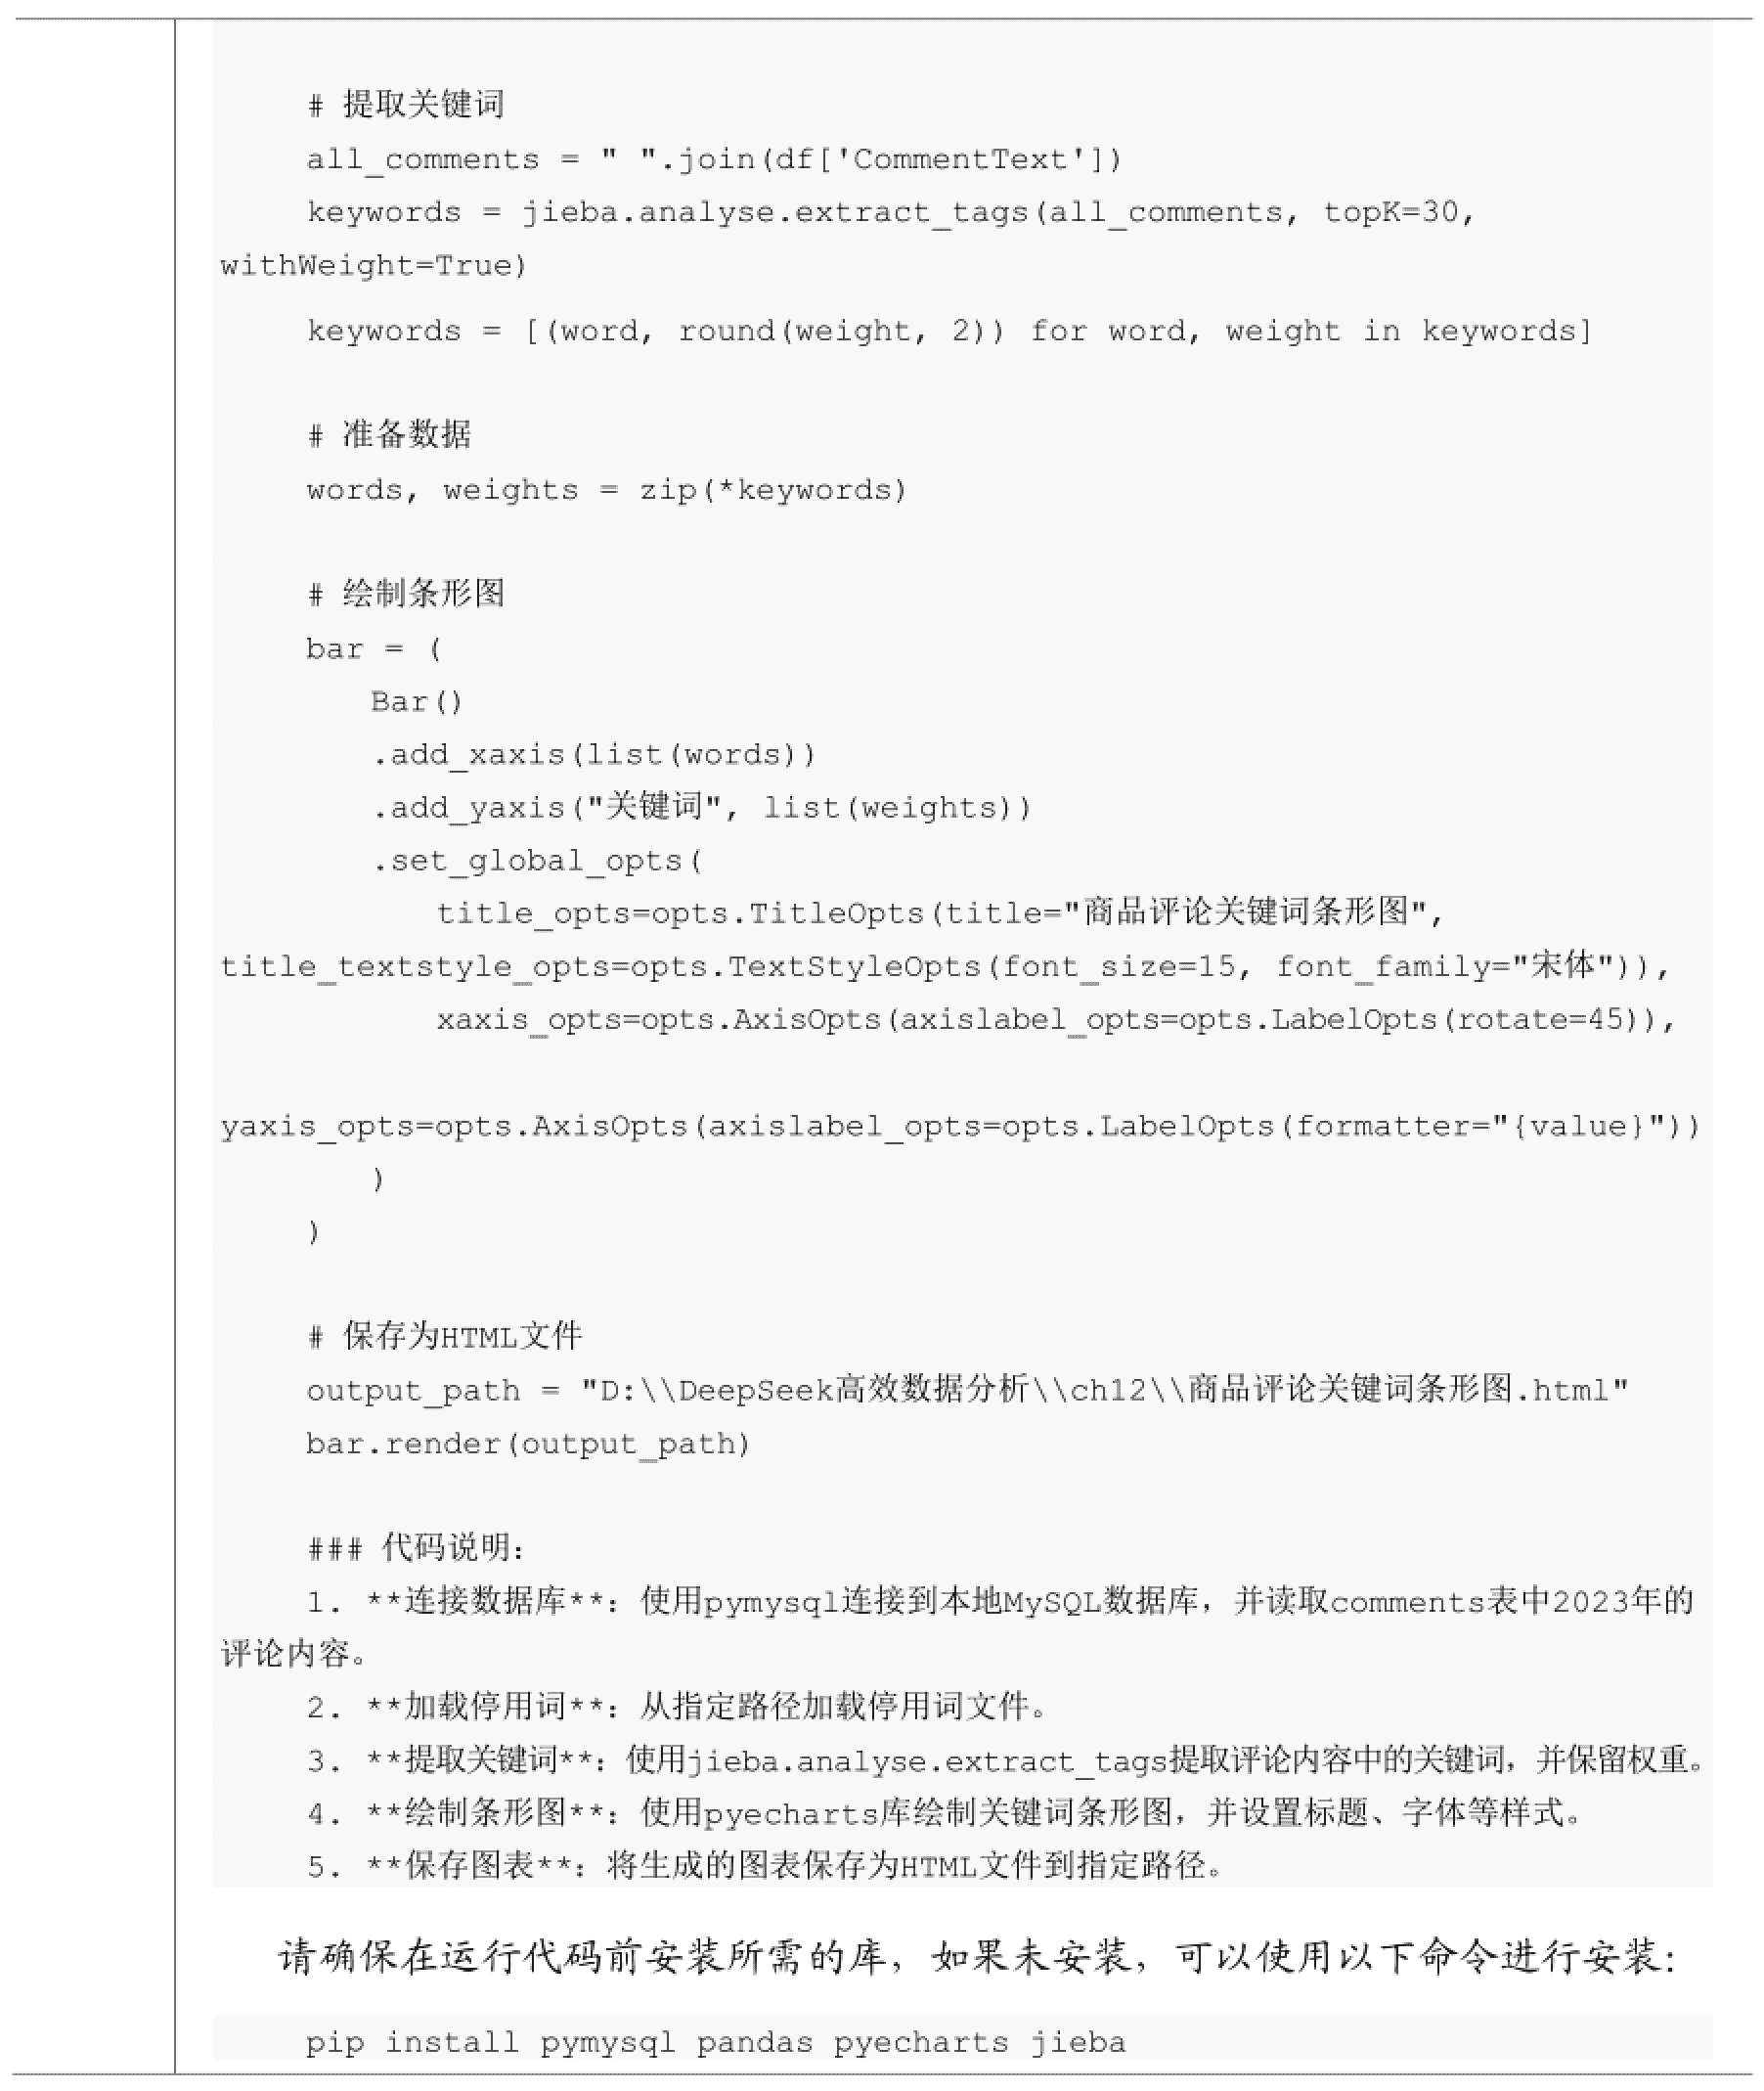 # 提取关键词
all_comments = " ".join(df['CommentText'])
keywords = jieba.analyse.extract_tags(all_comments, topK=30,
withWeight=True)
keywords = [(word, round(weight, 2)) for word, weight in keywords]
# 准备数据
words, weights = zip(*keywords)
# 绘制条形图
bar = (
Bar()
.add_xaxis(list(words))
.add_yaxis("关键词", list(weights))
.set_global_opts(
title_opts=opts.TitleOpts(title="商品评论关键词条形图",
title_textstyle_opts=opts.TextStyleOpts(font_size=15, font_family="宋体")),
xaxis_opts=opts.AxisOpts(axislabel_opts=opts.LabelOpts(rotate=45)),
yaxis_opts=opts.AxisOpts(axislabel_opts=opts.LabelOpts(formatter="{value}"))
)
)
# 保存为HTML文件
output_path = "D:\\DeepSeek高效数据分析\\ch12\\商品评论关键词条形图.html"
bar.render(output_path)
### 代码说明：
1. **连接数据库**：使用pymysql连接到本地MySQL数据库，并读取comments表中2023年的
评论内容。
2. **加载停用词**：从指定路径加载停用词文件。
3. **提取关键词**：使用jieba.analyse.extract_tags提取评论内容中的关键词，并保留权重。
4. **绘制条形图**：使用pyecharts库绘制关键词条形图，并设置标题、字体等样式。
5. **保存图表**：将生成的图表保存为HTML文件到指定路径。
请确保在运行代码前安装所需的库，如果未安装，可以使用以下命令进行安装：
pip install pymysql pandas pyecharts jieba